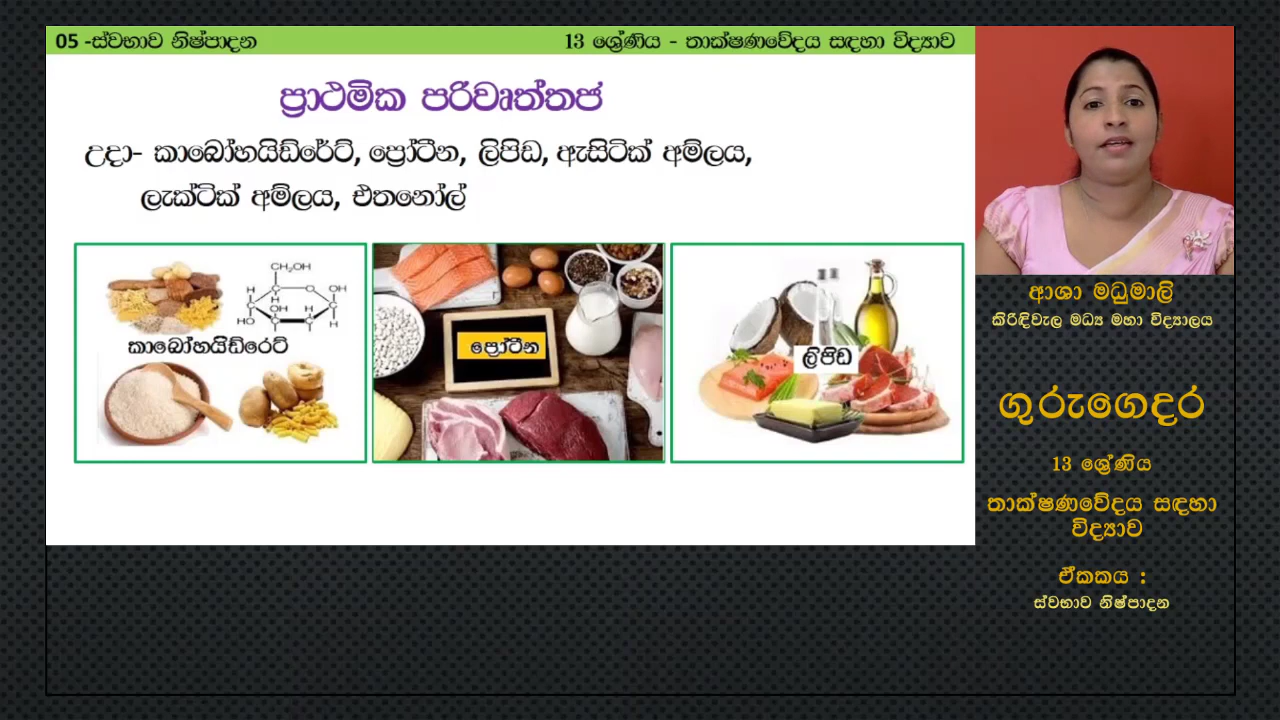 05 -ස්වභාව නිෂ්පාදන
13 ශ්‍රේණිය - තාක්ෂණවේදය සඳහා විද්‍යාව
ප්‍රාථමික පරිවෘත්තජ
උදා- කාබෝහයිඩ්රේට්, ප්‍රෝටීන, ලිපිඩ, ඇසිටික් අම්ලය,
ලැක්ටික් අම්ලය, එතනෝල්
CH₂OH
H
O
OH
H
OH
H
HO
H
H
H
කාබෝහයිඩ්රෙට්
ප්‍රෝටීන
ලිපිඩ
ආශා මධුමාලි
කිරිඳිවැල මධ්‍ය මහා විද්‍යාලය
ගුරුගෙදර
13 ශ්‍රේණිය
තාක්ෂණවේදය සඳහා
විද්‍යාව
ඒකකය :
ස්වභාව නිෂ්පාදන